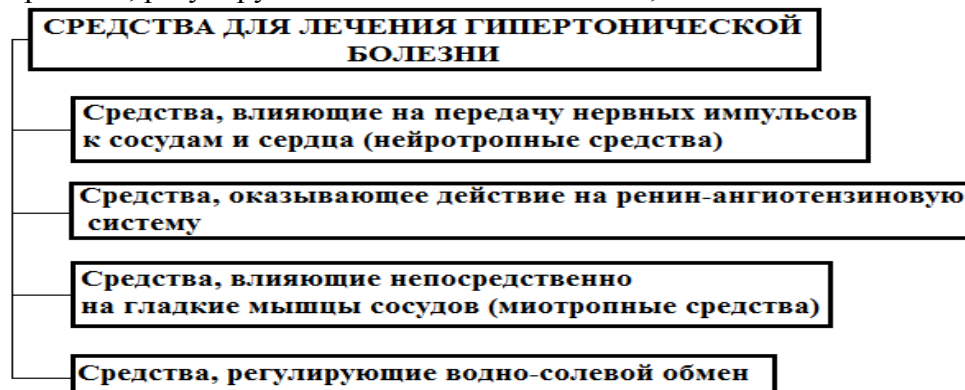 СРЕДСТВА ДЛЯ ЛЕЧЕНИЯ ГИПЕРТОНИЧЕСКОЙ
БОЛЕЗНИ
Средства, влияющие на передачу нервных импульсов
к сосудам и сердца (нейротропные средства)
Средства, оказывающее действие на ренин-ангиотензиновую
систему
Средства, влияющие непосредственно
на гладкие мышцы сосудов (миотропные средства)
Средства, регулирующие водно-солевой обмен